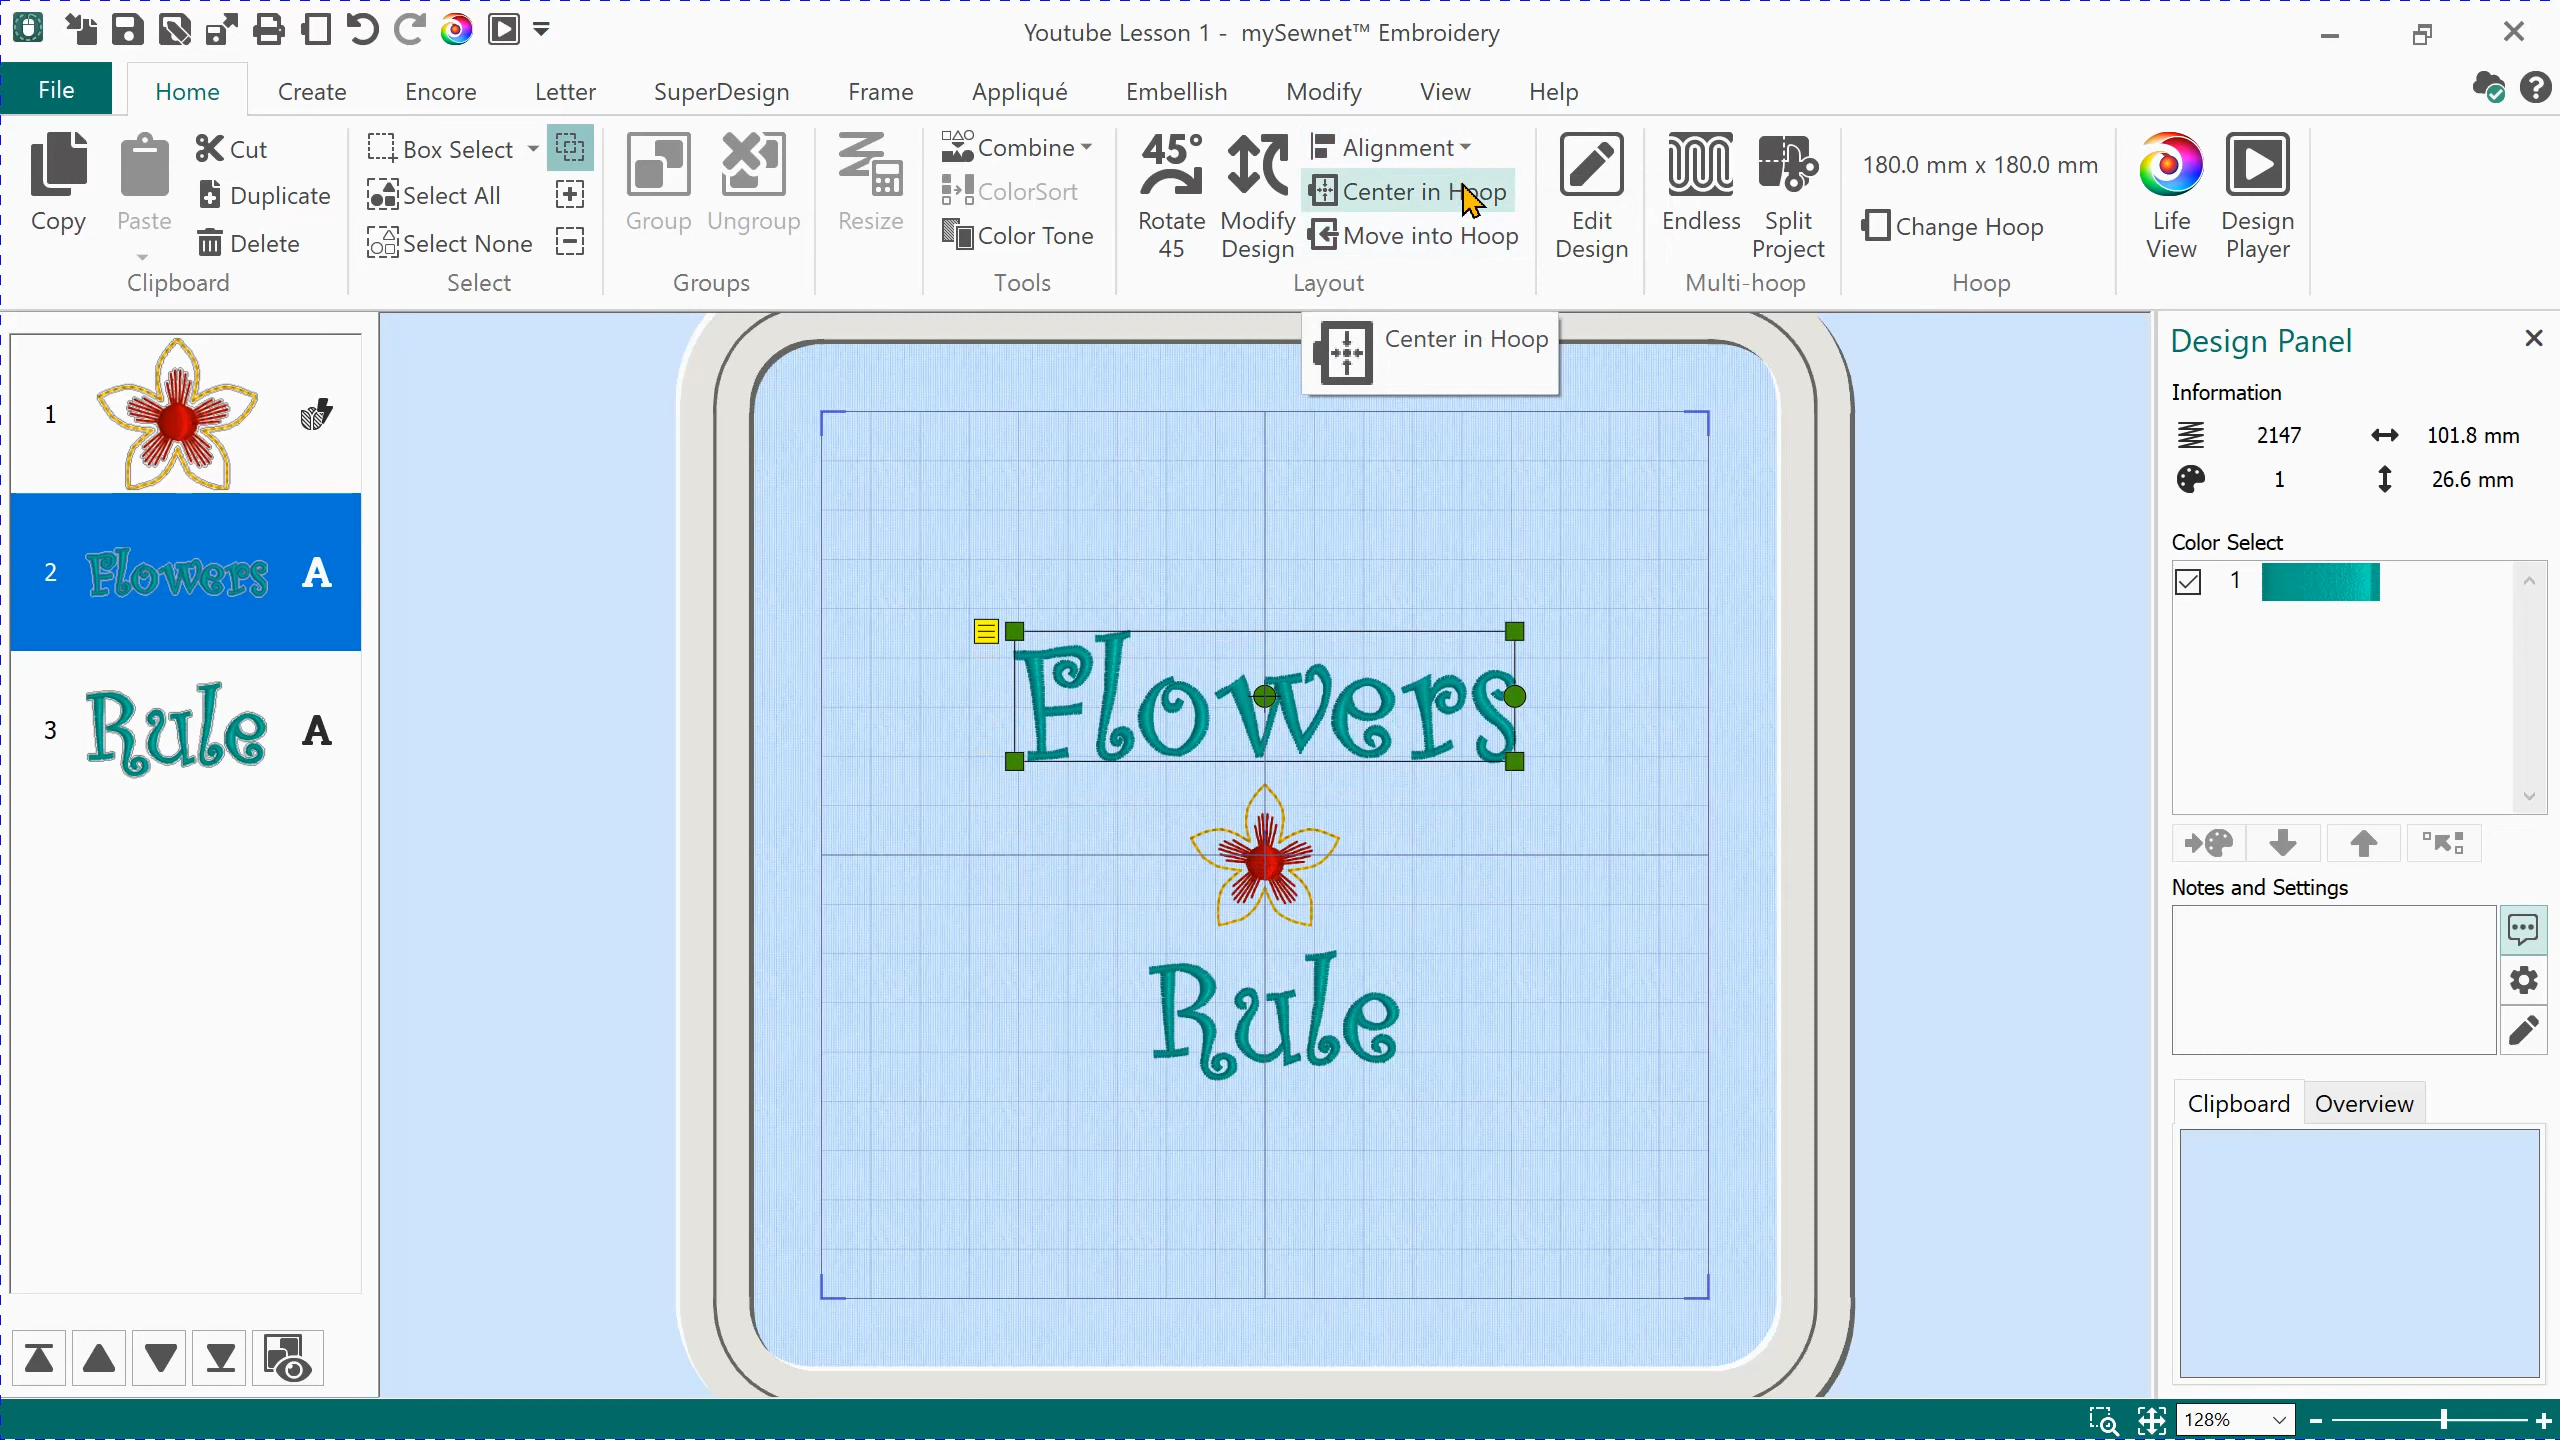 Youtube Lesson 1 - mySewnet™ Embroidery
File Home Create Encore Letter SuperDesign Frame Appliqué Embellish Modify View Help
Copy
Paste
Cut
Duplicate
Delete
Clipboard
Box Select
Select All
Select None
Select
Group
Ungroup
Groups
Resize
Combine
ColorSort
Color Tone
Tools
45°
Rotate
45
Modify
Design
Alignment
Center in Hoop
Move into Hoop
Layout
Edit
Design
Endless
Split
Project
Multi-hoop
180.0 mm x 180.0 mm
Change Hoop
Hoop
Life
View
Design
Player
Center in Hoop
1
2 Flowers A
3 Rule A
Flowers
Rule
Design Panel
Information
2147 101.8 mm
1 26.6 mm
Color Select
1
Notes and Settings
Clipboard Overview
128%